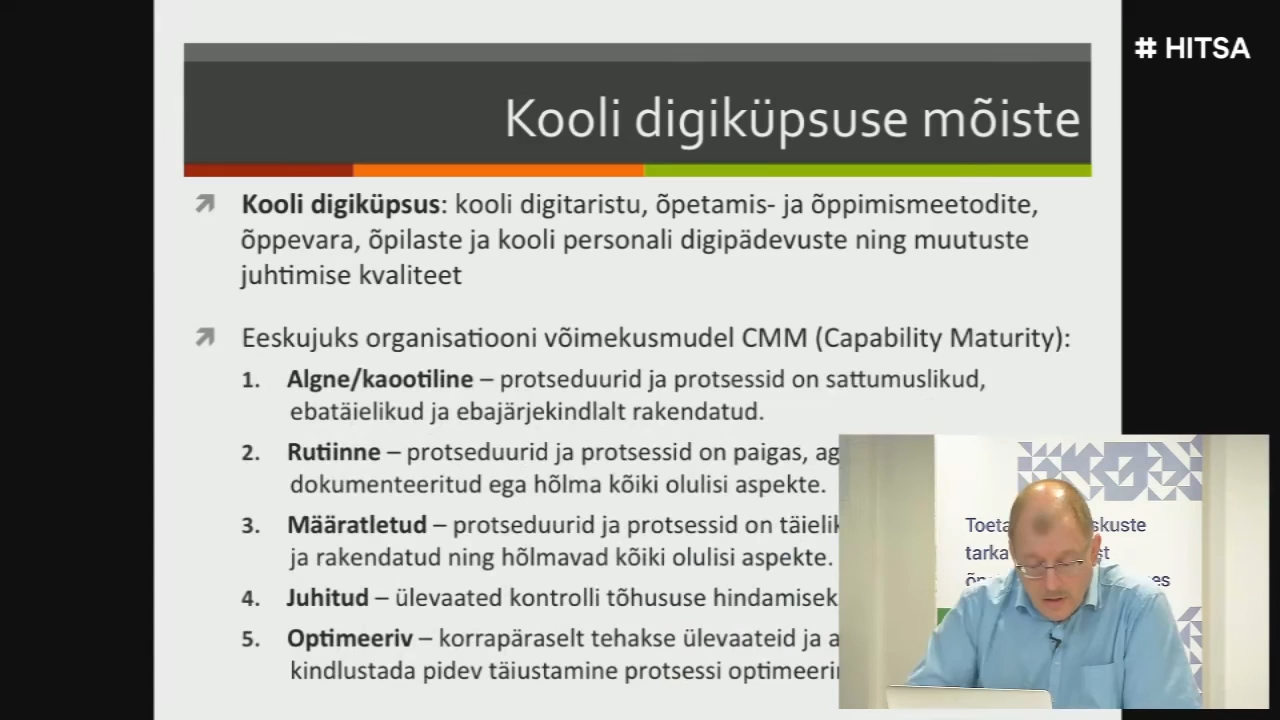 # HITSA
Kooli digiküpsuse mõiste
Kooli digiküpsus: kooli digitaristu, õpetamis- ja õppimismeetodite,
õppevara, õpilaste ja kooli personali digipädevuste ning muutuste
juhtimise kvaliteet
Eeskujuks organisatiooni võimekusmudel CMM (Capability Maturity):
1. Algne/kaootiline – protseduurid ja protsessid on sattumuslikud,
ebatäielikud ja ebajärjekindlalt rakendatud.
2. Rutiinne – protseduurid ja protsessid on paigas,
dokumenteeritud ega hõlma kõiki olulisi aspekte.
3. Määratletud – protseduurid ja protsessid on
ja rakendatud ning hõlmavad kõiki olulisi aspekte.
4. Juhitud – ülevaated kontrolli tõhususe
5. Optimeeriv – korrapäraselt tehakse ülevaateid ja
kindlustada pidev täiustamine protsessi